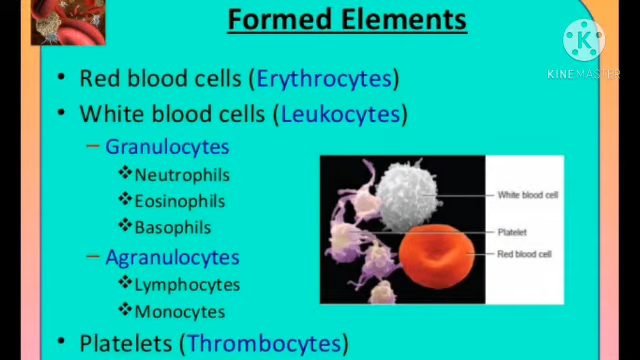 Formed Elements
K
KINEMASTER
• Red blood cells (Erythrocytes)
• White blood cells (Leukocytes)
– Granulocytes
❖Neutrophils
❖Eosinophils
❖Basophils
– Agranulocytes
❖Lymphocytes
❖Monocytes
• Platelets (Thrombocytes)
White blood cell
Platelet
Red blood cell